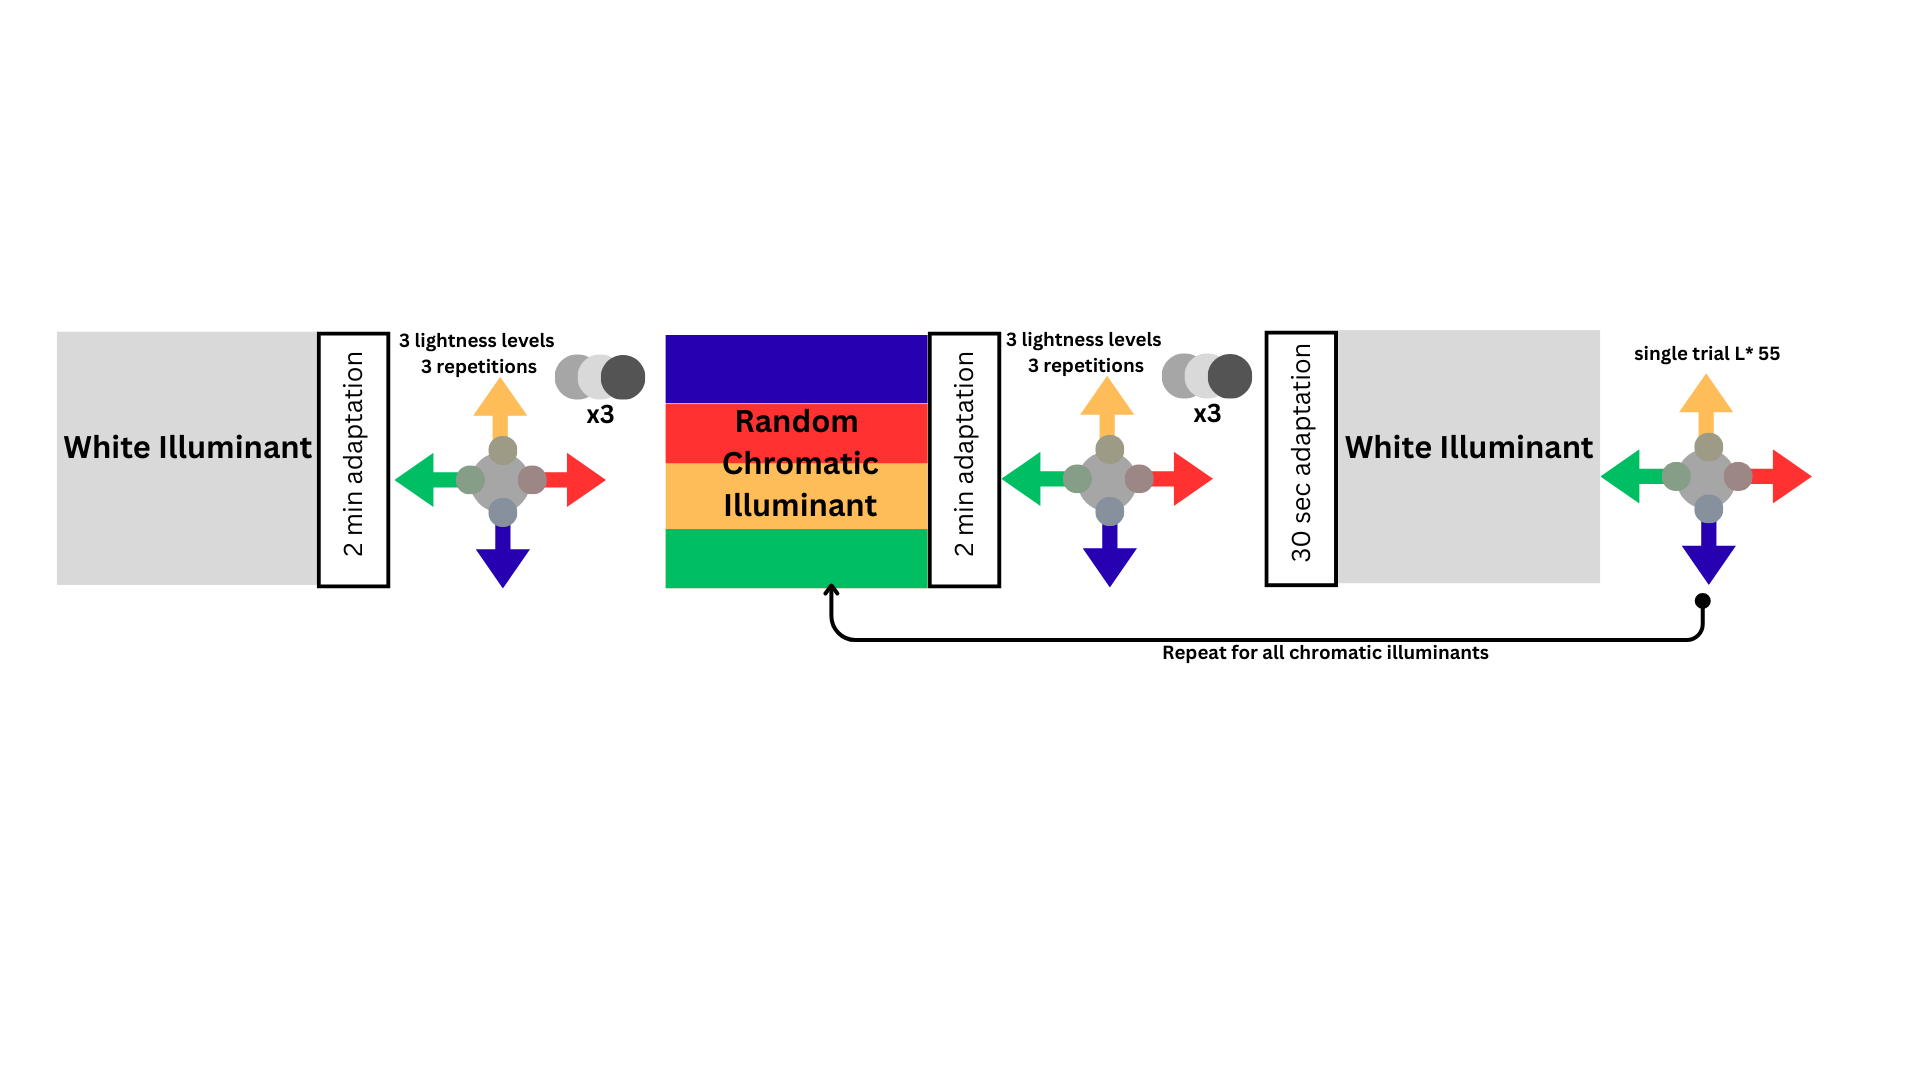 White Illuminant
2 min adaptation
3 lightness levels
3 repetitions
x3
Random
Chromatic
Illuminant
2 min adaptation
3 lightness levels
3 repetitions
x3
30 sec adaptation
White Illuminant
single trial L* 55
Repeat for all chromatic illuminants